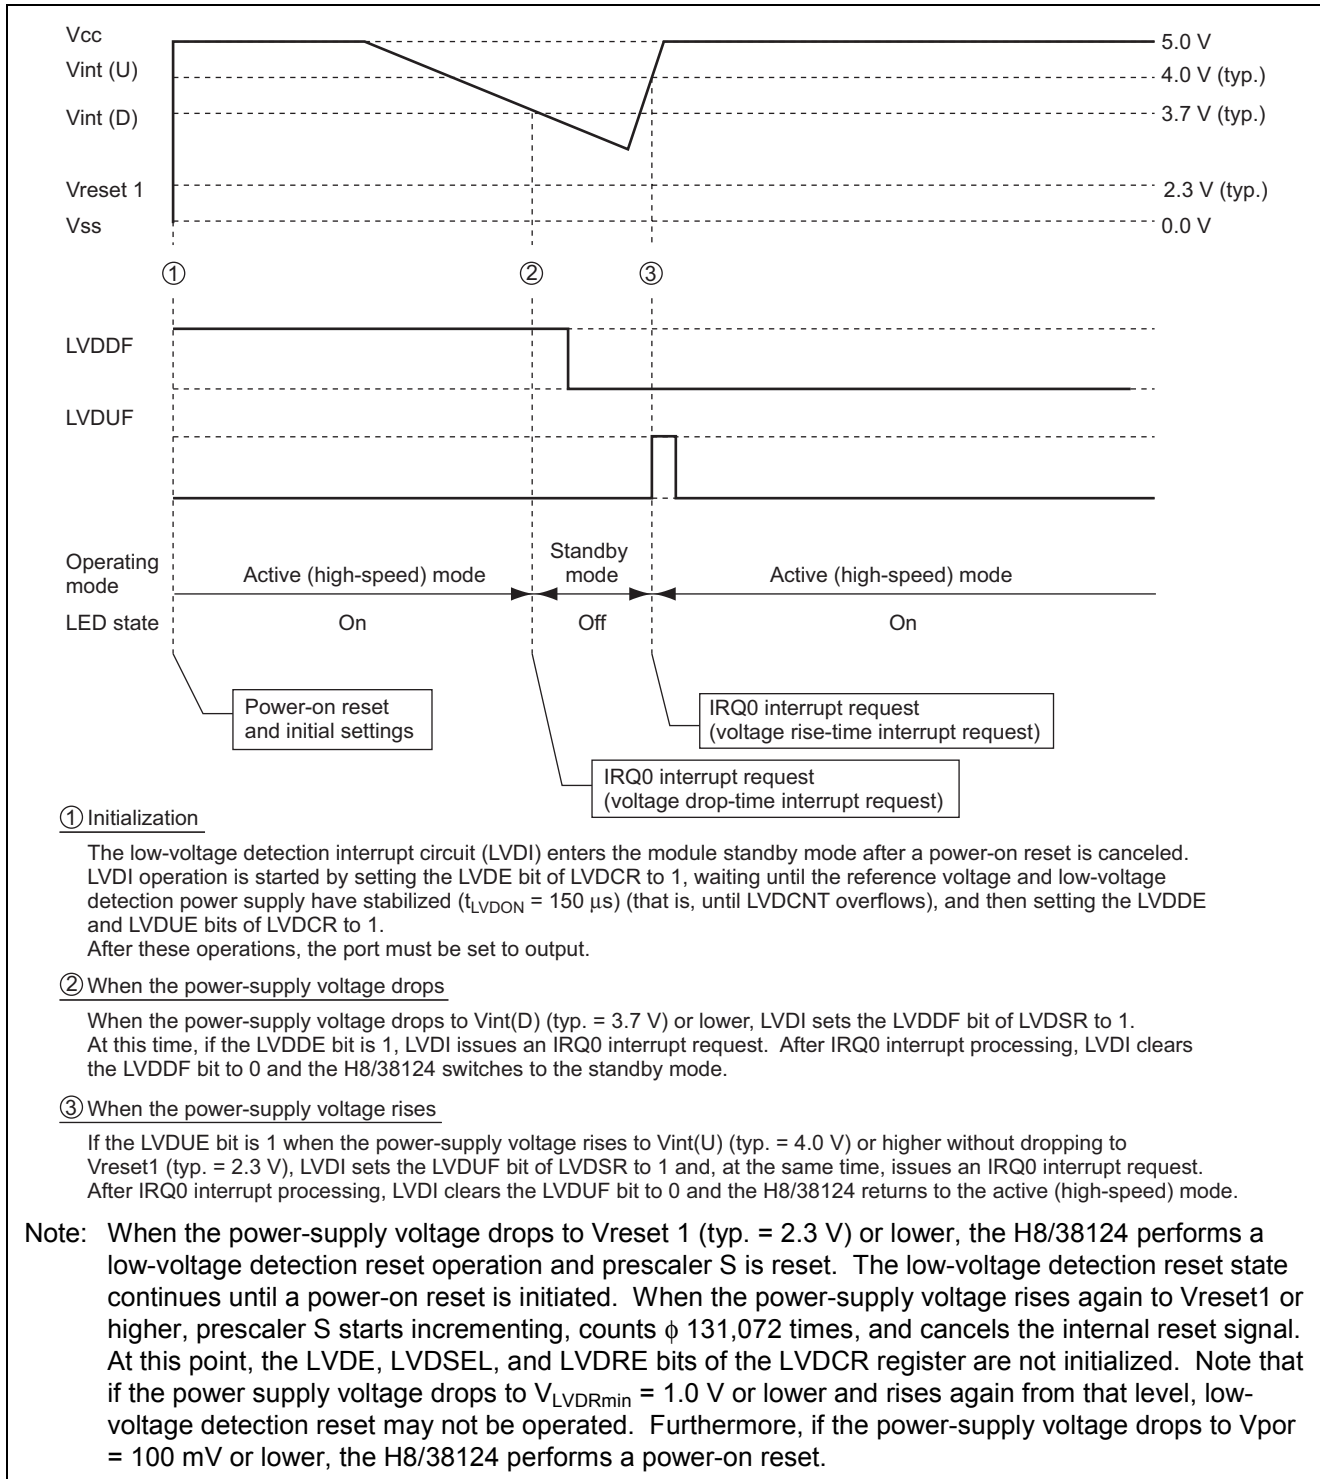 Vcc
5.0 V
Vint (U)
4.0 V (typ.)
Vint (D)
3.7 V (typ.)
Vreset 1
2.3 V (typ.)
Vss
0.0 V
① ② ③
LVDDF
LVDUF
Operating
mode
Active (high-speed) mode
Standby
mode
Active (high-speed) mode
LED state
On
Off
On
Power-on reset
and initial settings
IRQ0 interrupt request
(voltage rise-time interrupt request)
IRQ0 interrupt request
(voltage drop-time interrupt request)
① Initialization
The low-voltage detection interrupt circuit (LVDI) enters the module standby mode after a power-on reset is canceled.
LVDI operation is started by setting the LVDE bit of LVDCR to 1, waiting until the reference voltage and low-voltage
detection power supply have stabilized (tLVDON = 150 μs) (that is, until LVDCNT overflows), and then setting the LVDDE
and LVDUE bits of LVDCR to 1.
After these operations, the port must be set to output.
② When the power-supply voltage drops
When the power-supply voltage drops to Vint(D) (typ. = 3.7 V) or lower, LVDI sets the LVDDF bit of LVDSR to 1.
At this time, if the LVDDE bit is 1, LVDI issues an IRQ0 interrupt request. After IRQ0 interrupt processing, LVDI clears
the LVDDF bit to 0 and the H8/38124 switches to the standby mode.
③ When the power-supply voltage rises
If the LVDUE bit is 1 when the power-supply voltage rises to Vint(U) (typ. = 4.0 V) or higher without dropping to
Vreset1 (typ. = 2.3 V), LVDI sets the LVDUF bit of LVDSR to 1 and, at the same time, issues an IRQ0 interrupt request.
After IRQ0 interrupt processing, LVDI clears the LVDUF bit to 0 and the H8/38124 returns to the active (high-speed) mode.
Note: When the power-supply voltage drops to Vreset 1 (typ. = 2.3 V) or lower, the H8/38124 performs a
low-voltage detection reset operation and prescaler S is reset. The low-voltage detection reset state
continues until a power-on reset is initiated. When the power-supply voltage rises again to Vreset1 or
higher, prescaler S starts incrementing, counts ϕ 131,072 times, and cancels the internal reset signal.
At this point, the LVDE, LVDSEL, and LVDRE bits of the LVDCR register are not initialized. Note that
if the power supply voltage drops to VLVDRmin = 1.0 V or lower and rises again from that level, low-
voltage detection reset may not be operated. Furthermore, if the power-supply voltage drops to Vpor
= 100 mV or lower, the H8/38124 performs a power-on reset.